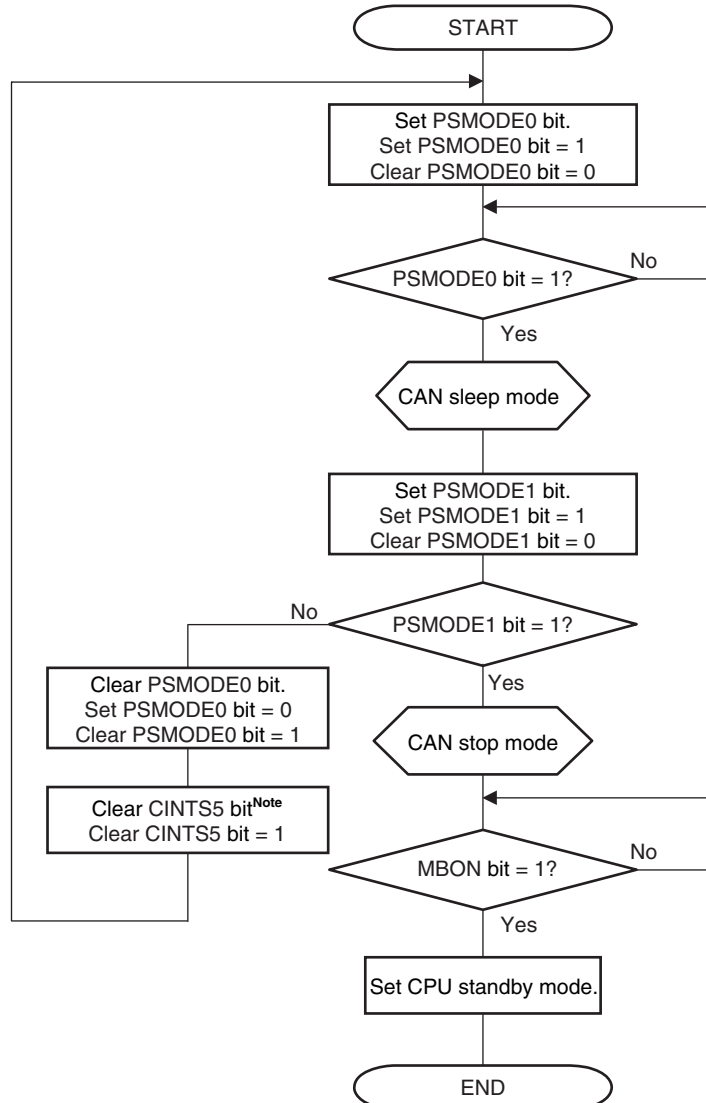 START
Set PSMODE0 bit.
Set PSMODE0 bit = 1
Clear PSMODE0 bit = 0
PSMODE0 bit = 1?
No
Yes
CAN sleep mode
Set PSMODE1 bit.
Set PSMODE1 bit = 1
Clear PSMODE1 bit = 0
No
PSMODE1 bit = 1?
Yes
Clear PSMODE0 bit.
Set PSMODE0 bit = 0
Clear PSMODE0 bit = 1
CAN stop mode
Clear CINTS5 bitNote
Clear CINTS5 bit = 1
MBON bit = 1?
No
Yes
Set CPU standby mode.
END